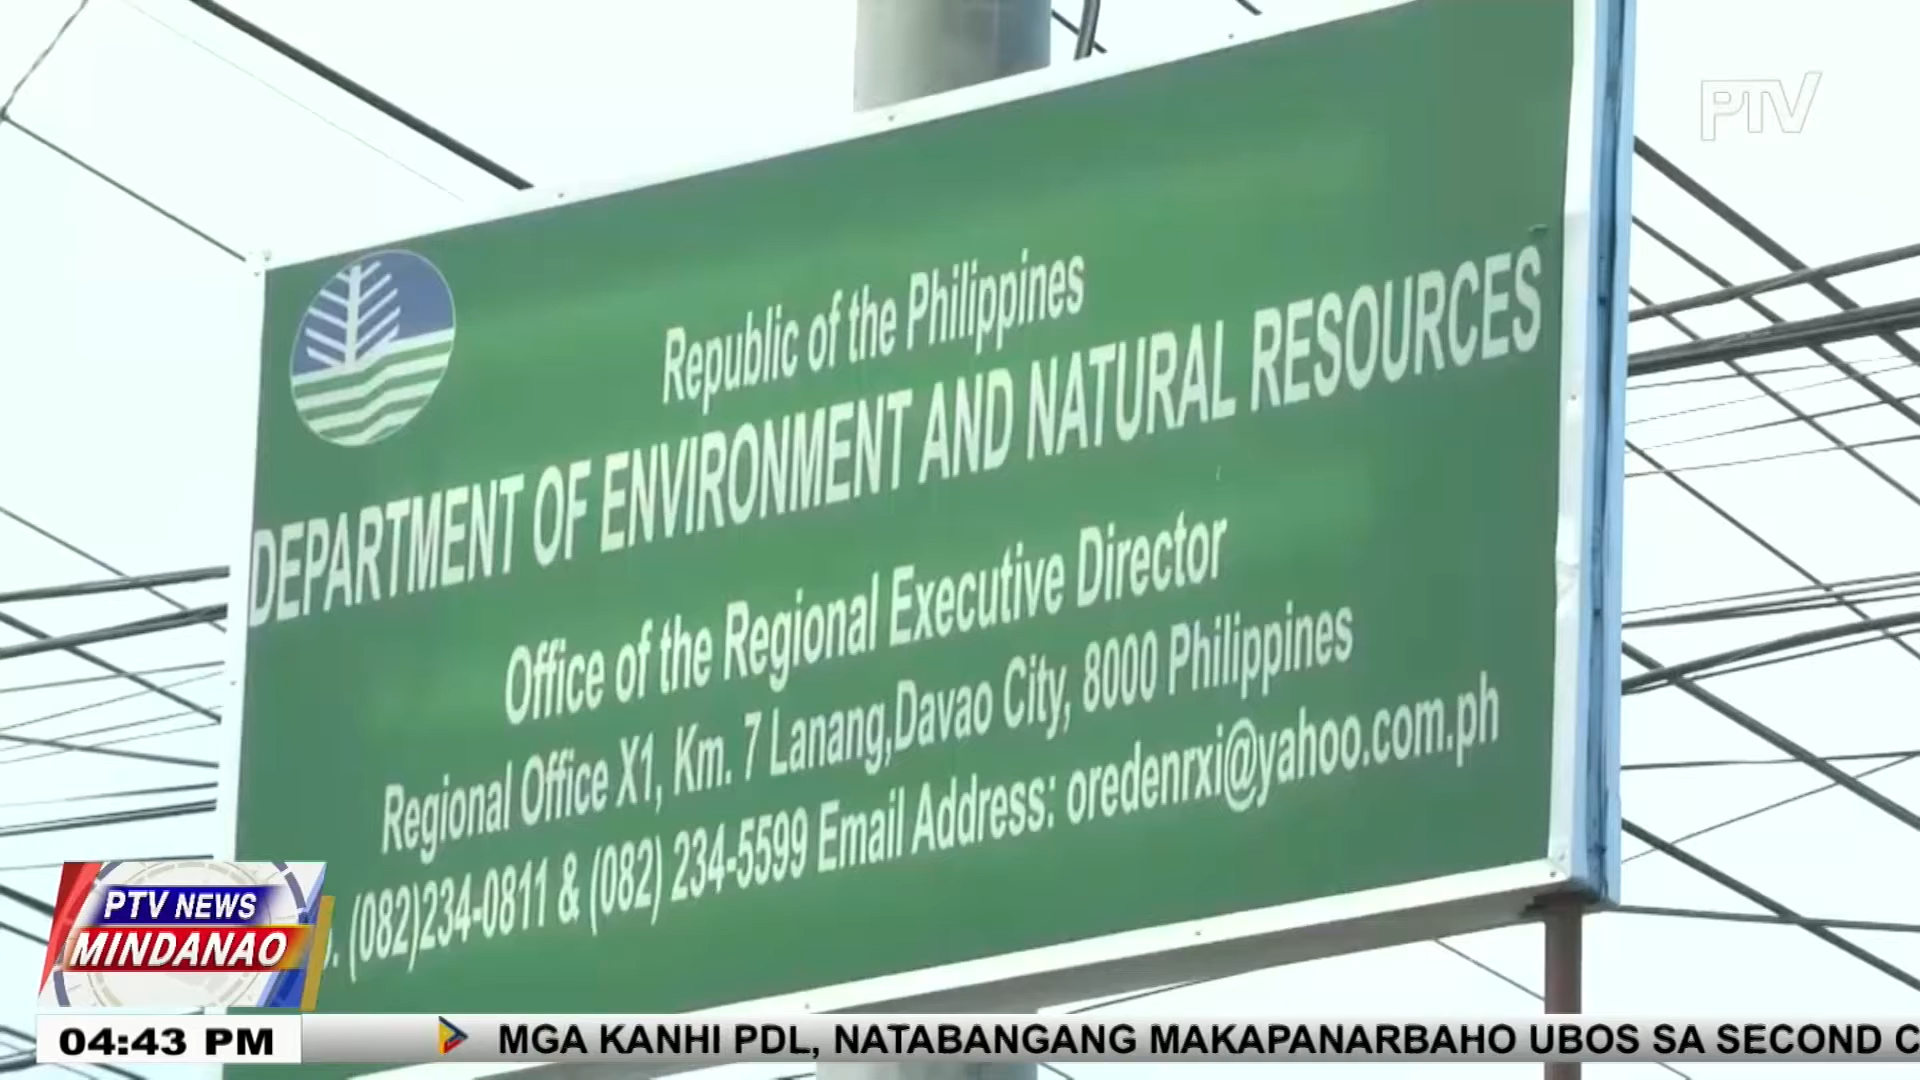 PTV
Republic of the Philippines
DEPARTMENT OF ENVIRONMENT AND NATURAL RESOURCES
Office of the Regional Executive Director
Regional Office X1, Km. 7 Lanang,Davao City, 8000 Philippines
(082)234-0811 & (082) 234-5599 Email Address: oredenrxi@yahoo.com.ph
PTV NEWS
MINDANAO
04:43 PM
MGA KANHI PDL, NATABANGANG MAKAPANARBAHO UBOS SA SECOND C